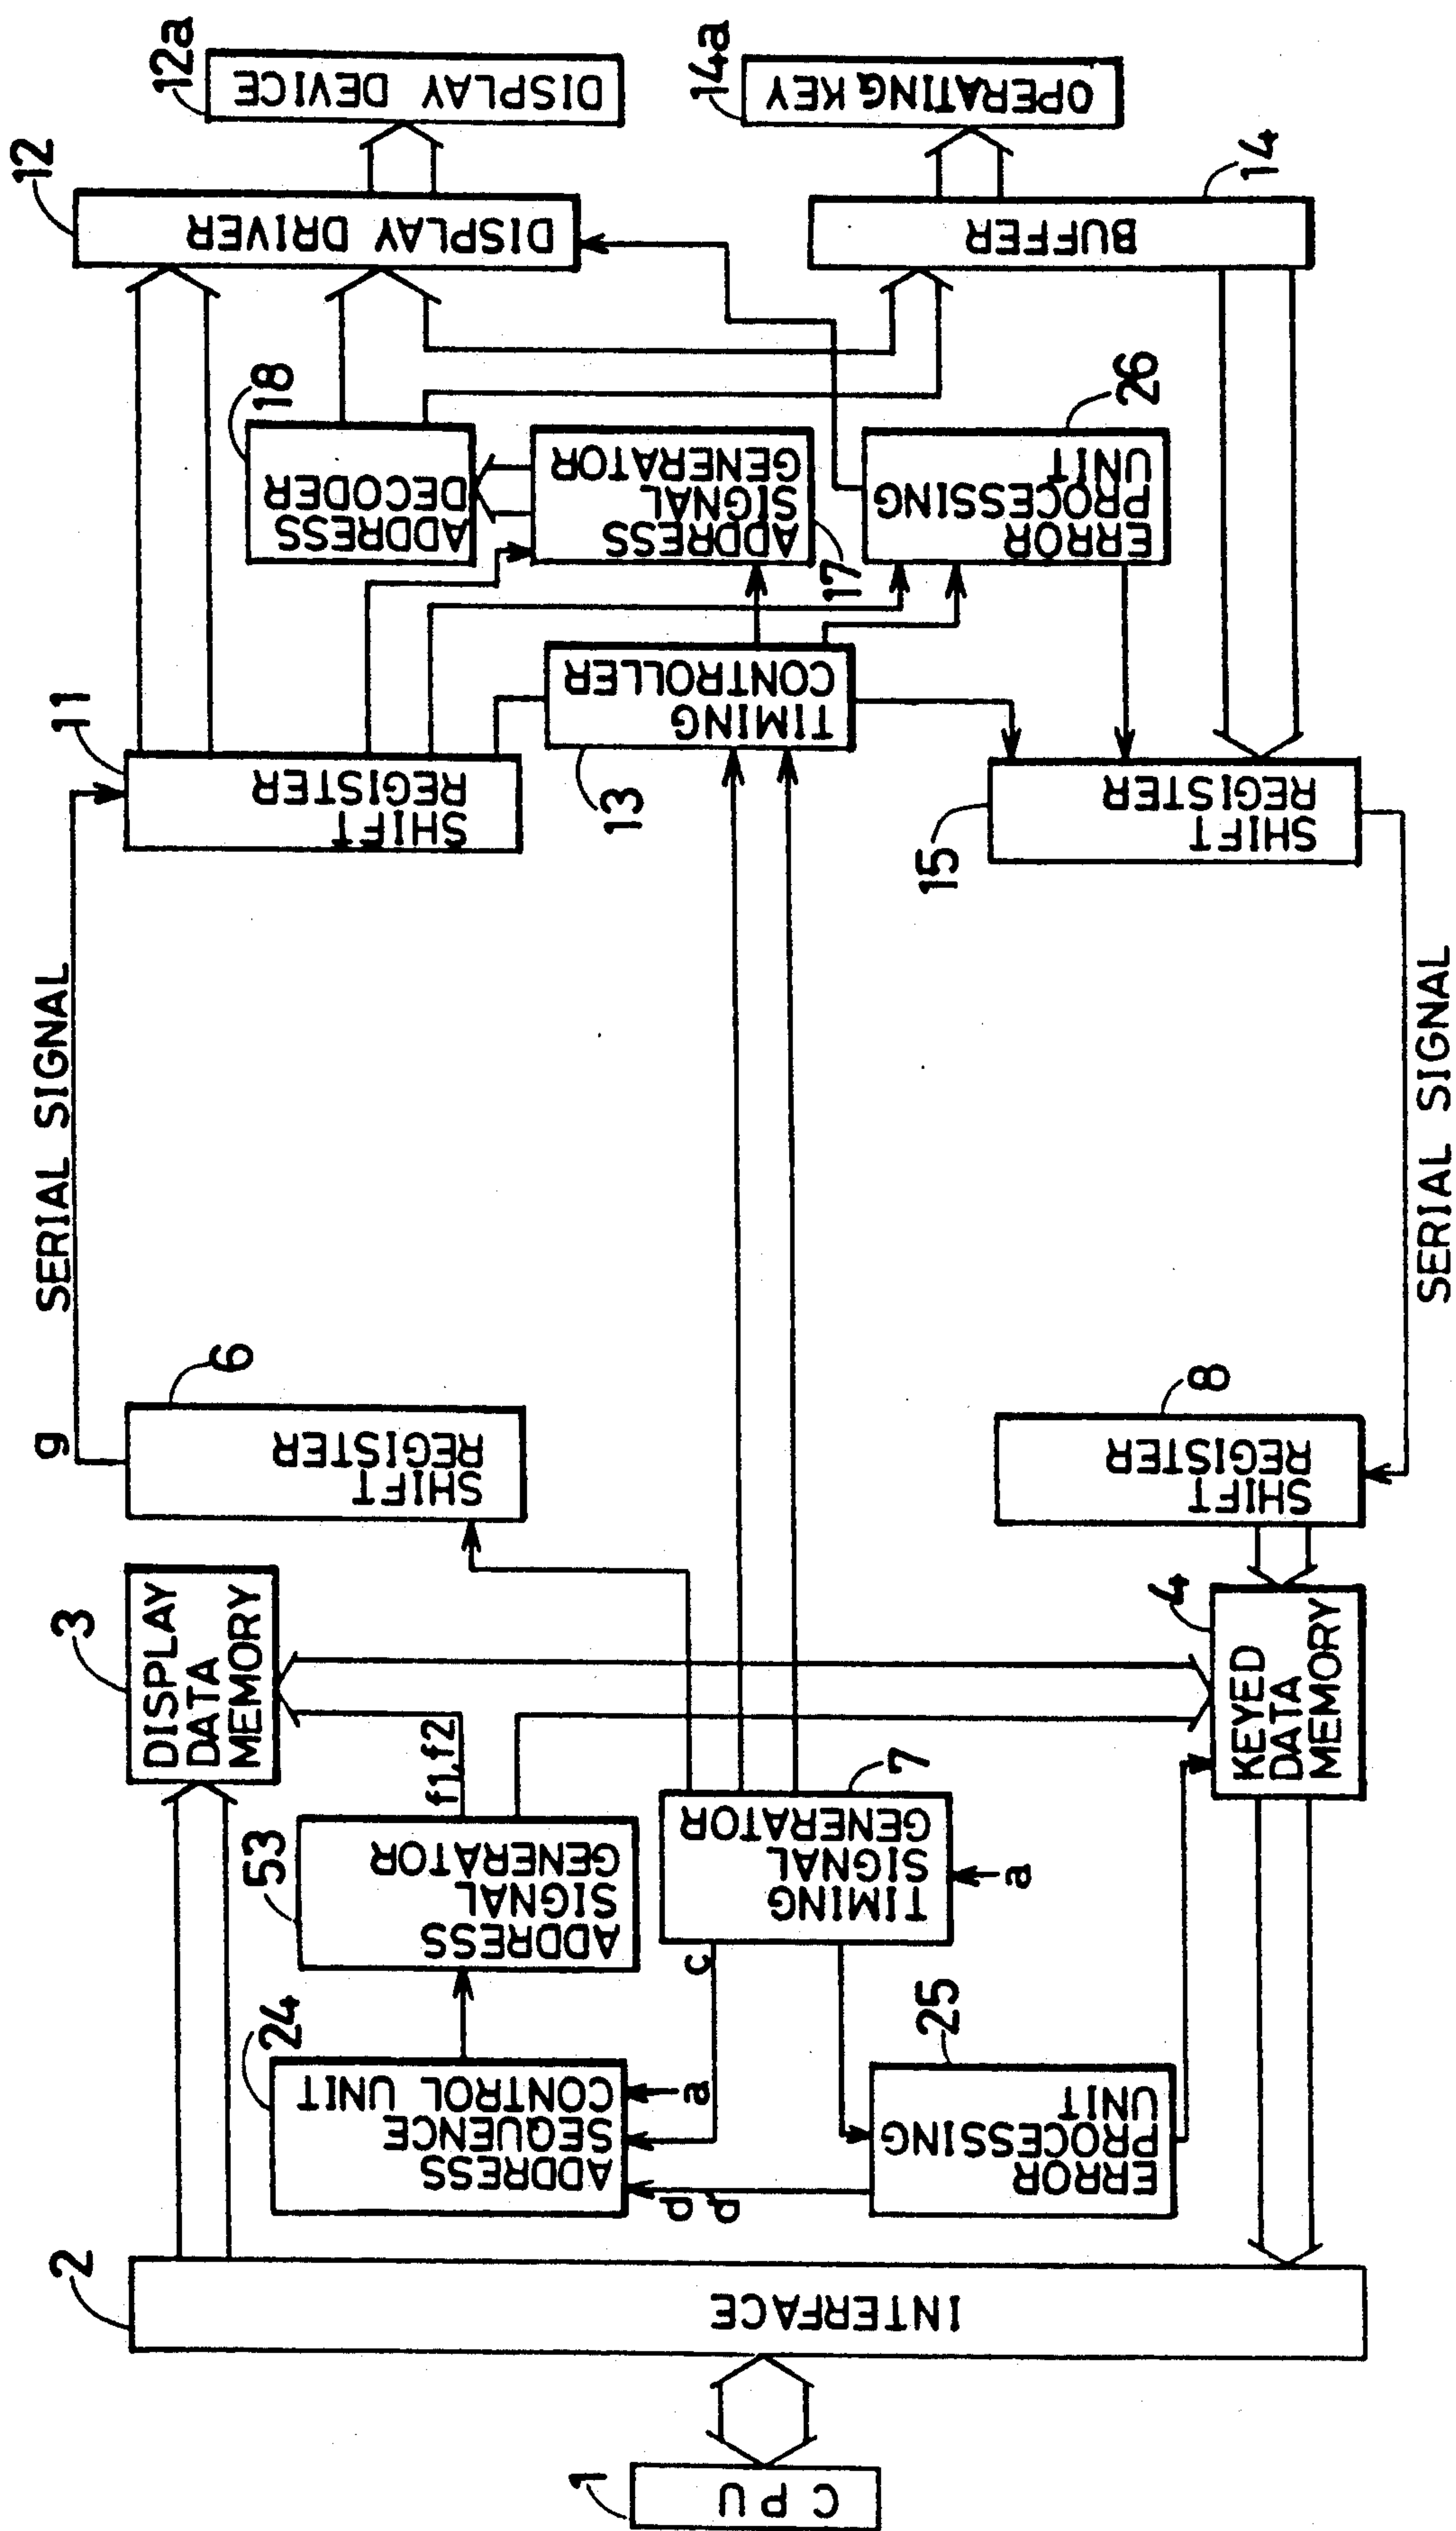 1
CPU
2
INTERFACE
24
ADDRESS
SEQUENCE
CONTROL UNIT
a
c
d
d
25
ERROR
PROCESSING
UNIT
53
ADDRESS
SIGNAL
GENERATOR
f1,f2
TIMING
SIGNAL
GENERATOR
7
a
3
DISPLAY
DATA
MEMORY
4
KEYED
DATA
MEMORY
6
SHIFT
REGISTER
g
8
SHIFT
REGISTER
SERIAL SIGNAL
SERIAL SIGNAL
11
SHIFT
REGISTER
13
TIMING
CONTROLLER
15
SHIFT
REGISTER
18
ADDRESS
DECODER
17
ADDRESS
SIGNAL
GENERATOR
26
ERROR
PROCESSING
UNIT
12
DISPLAY DRIVER
14
BUFFER
12a
DISPLAY DEVICE
14a
OPERATING KEY